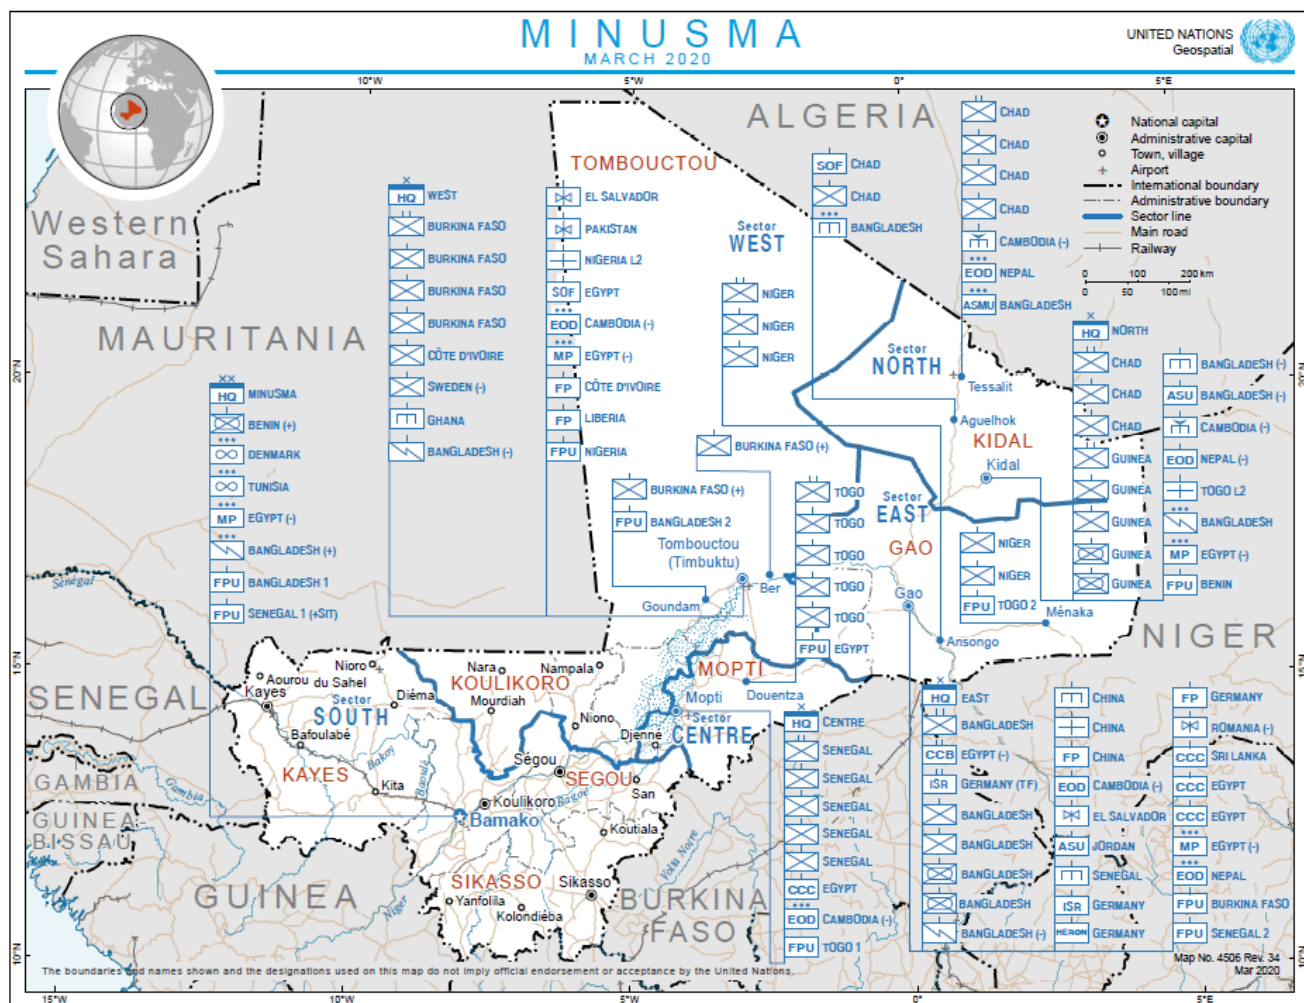 MINUSMA
MARCH 2020
UNITED NATIONS
Geospatial
10°W
5°W
0°
5°E
ALGERIA
National capital
Administrative capital
Town, village
Airport
International boundary
Administrative boundary
Sector line
Main road
Railway
0 100 200 km
0 50 100 mi
Western
Sahara
MAURITANIA
TOMBOUCTOU
HQ WEST
BURKINA FASO
BURKINA FASO
BURKINA FASO
BURKINA FASO
CÔTE D'IVOIRE
SWEDEN (-)
GHANA
BANGLADESH (-)
EL SALVADOR
PAKISTAN
NIGERIA L2
SOF EGYPT
EOD CAMBODIA (-)
MP EGYPT (-)
FP CÔTE D'IVOIRE
FP LIBERIA
FPU NIGERIA
SOF CHAD
CHAD
BANGLADESH
Sector
WEST
NIGER
NIGER
NIGER
CHAD
CHAD
CHAD
CHAD
CAMBODIA (-)
EOD NEPAL
ASMU BANGLADESH
Sector
NORTH
Tessalit
Aguelhok
KIDAL
Kidal
HQ NORTH
CHAD
CHAD
CHAD
GUINEA
GUINEA
GUINEA
GUINEA
GUINEA
BANGLADESH (-)
ASU BANGLADESH (-)
CAMBODIA (-)
EOD NEPAL (-)
TOGO L2
BANGLADESH
MP EGYPT (-)
FPU BENIN
20°N
20°N
HQ MINUSMA
BENIN (+)
DENMARK
TUNISIA
MP EGYPT (-)
BANGLADESH (+)
FPU BANGLADESH 1
FPU SENEGAL 1 (+SIT)
BURKINA FASO (+)
BURKINA FASO (+)
FPU BANGLADESH 2
Tombouctou
(Timbuktu)
Ber
Goundam
TOGO
TOGO
TOGO
TOGO
TOGO
FPU EGYPT
Sector
EAST
GAO
Gao
NIGER
NIGER
FPU TOGO 2
Ménaka
Ansongo
NIGER
Sénégal
15°N
15°N
SENEGAL
Nioro
du Sahel
Aourou
Kayes
Sector
SOUTH
Diéma
Bafoulabé
KAYES
Kita
Bakoy
Baoulé
Nara
KOULIKORO
Mourdiah
Nampala
Niono
Ségou
SEGOU
Koulikoro
Bamako
Bagoé
Djenné
San
Koutiala
SIKASSO
Sikasso
Yanfolila
Kolondiéba
MOPTI
Mopti
Douentza
Sector
CENTRE
GAMBIA
Gambia
GUINEA-
BISSAU
GUINEA
Niger
Volta Noire
BURKINA
FASO
HQ CENTRE
SENEGAL
SENEGAL
SENEGAL
SENEGAL
SENEGAL
CCC EGYPT
EOD CAMBODIA (-)
FPU TOGO 1
HQ EAST
BANGLADESH
CCB EGYPT (-)
ISR GERMANY (TF)
BANGLADESH
BANGLADESH
BANGLADESH
BANGLADESH
BANGLADESH (-)
CHINA
CHINA
FP CHINA
EOD CAMBODIA (-)
EL SALVADOR
ASU JORDAN
SENEGAL
ISR GERMANY
HERON GERMANY
FP GERMANY
ROMANIA (-)
CCC SRI LANKA
CCC EGYPT
CCC EGYPT
MP EGYPT (-)
EOD NEPAL
FPU BURKINA FASO
FPU SENEGAL 2
10°N
10°N
The boundaries and names shown and the designations used on this map do not imply official endorsement or acceptance by the United Nations.
Map No. 4506 Rev. 34
Mar 2020
15°W
10°W
5°W
0°
5°E